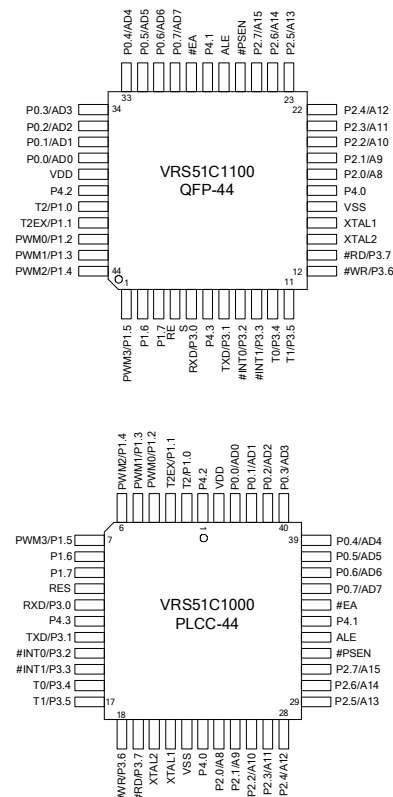 P0.4/AD4
P0.5/AD5
P0.6/AD6
P0.7/AD7
#EA
P4.1
ALE
#PSEN
P2.7/A15
P2.6/A14
P2.5/A13
33
23
P0.3/AD3
34
22
P2.4/A12
P0.2/AD2
P2.3/A11
P0.1/AD1
P2.2/A10
P0.0/AD0
P2.1/A9
VDD
P2.0/A8
P4.2
P4.0
T2/P1.0
VSS
T2EX/P1.1
XTAL1
PWM0/P1.2
XTAL2
PWM1/P1.3
#RD/P3.7
PWM2/P1.4
44
12
#WR/P3.6
VRS51C1100
QFP-44
1
11
PWM3/P1.5
P1.6
P1.7
RE
S
RXD/P3.0
P4.3
TXD/P3.1
#INT0/P3.2
#INT1/P3.3
T0/P3.4
T1/P3.5
PWM2/P1.4
PWM1/P1.3
PWM0/P1.2
T2EX/P1.1
T2/P1.0
P4.2
VDD
P0.0/AD0
P0.1/AD1
P0.2/AD2
P0.3/AD3
6
1
40
PWM3/P1.5
7
39
P0.4/AD4
P1.6
P0.5/AD5
P1.7
P0.6/AD6
RES
P0.7/AD7
RXD/P3.0
#EA
P4.3
P4.1
TXD/P3.1
ALE
#INT0/P3.2
#PSEN
#INT1/P3.3
P2.7/A15
T0/P3.4
P2.6/A14
T1/P3.5
17
29
P2.5/A13
VRS51C1000
PLCC-44
18
28
#WR/P3.6
#RD/P3.7
XTAL2
XTAL1
VSS
P4.0
P2.0/A8
P2.1/A9
P2.2/A10
P2.3/A11
P2.4/A12